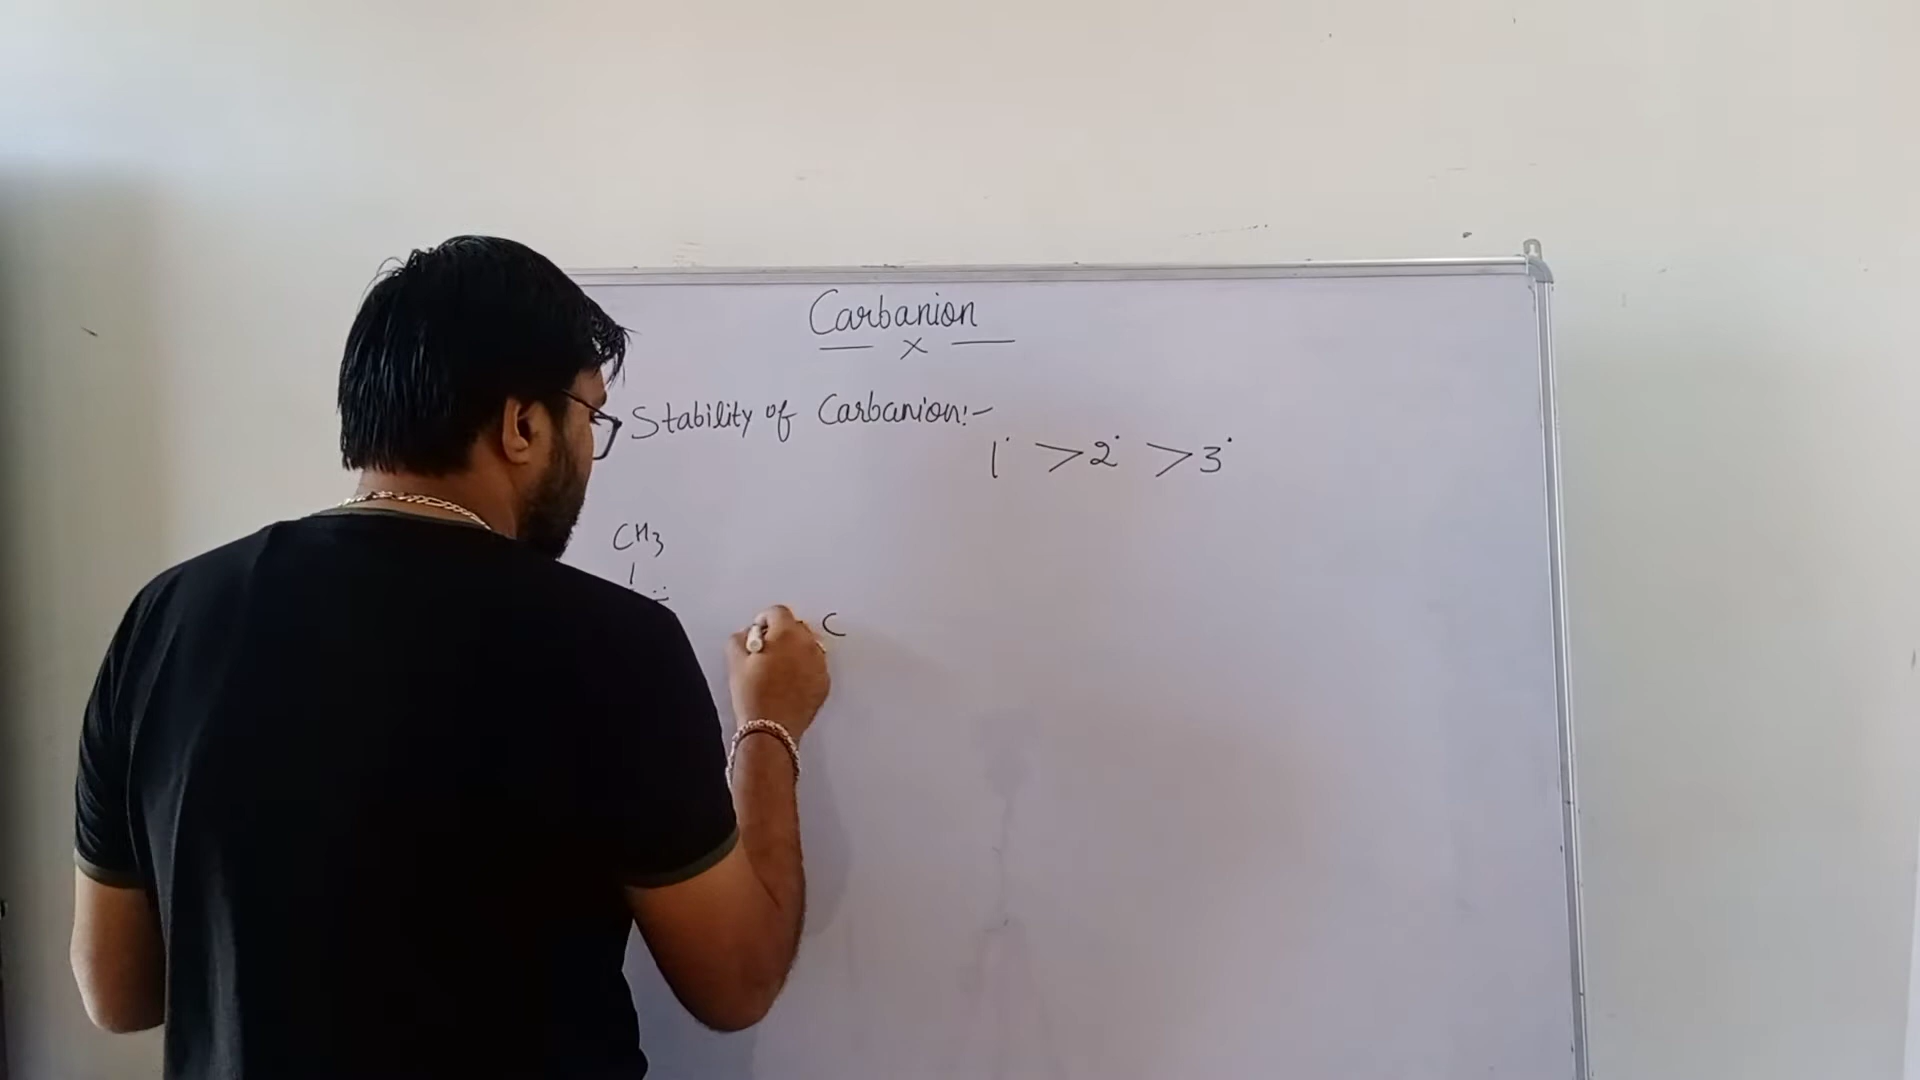 Carbanion
— x —
Stability of Carbanion:-
1° > 2° > 3°
CH3
C